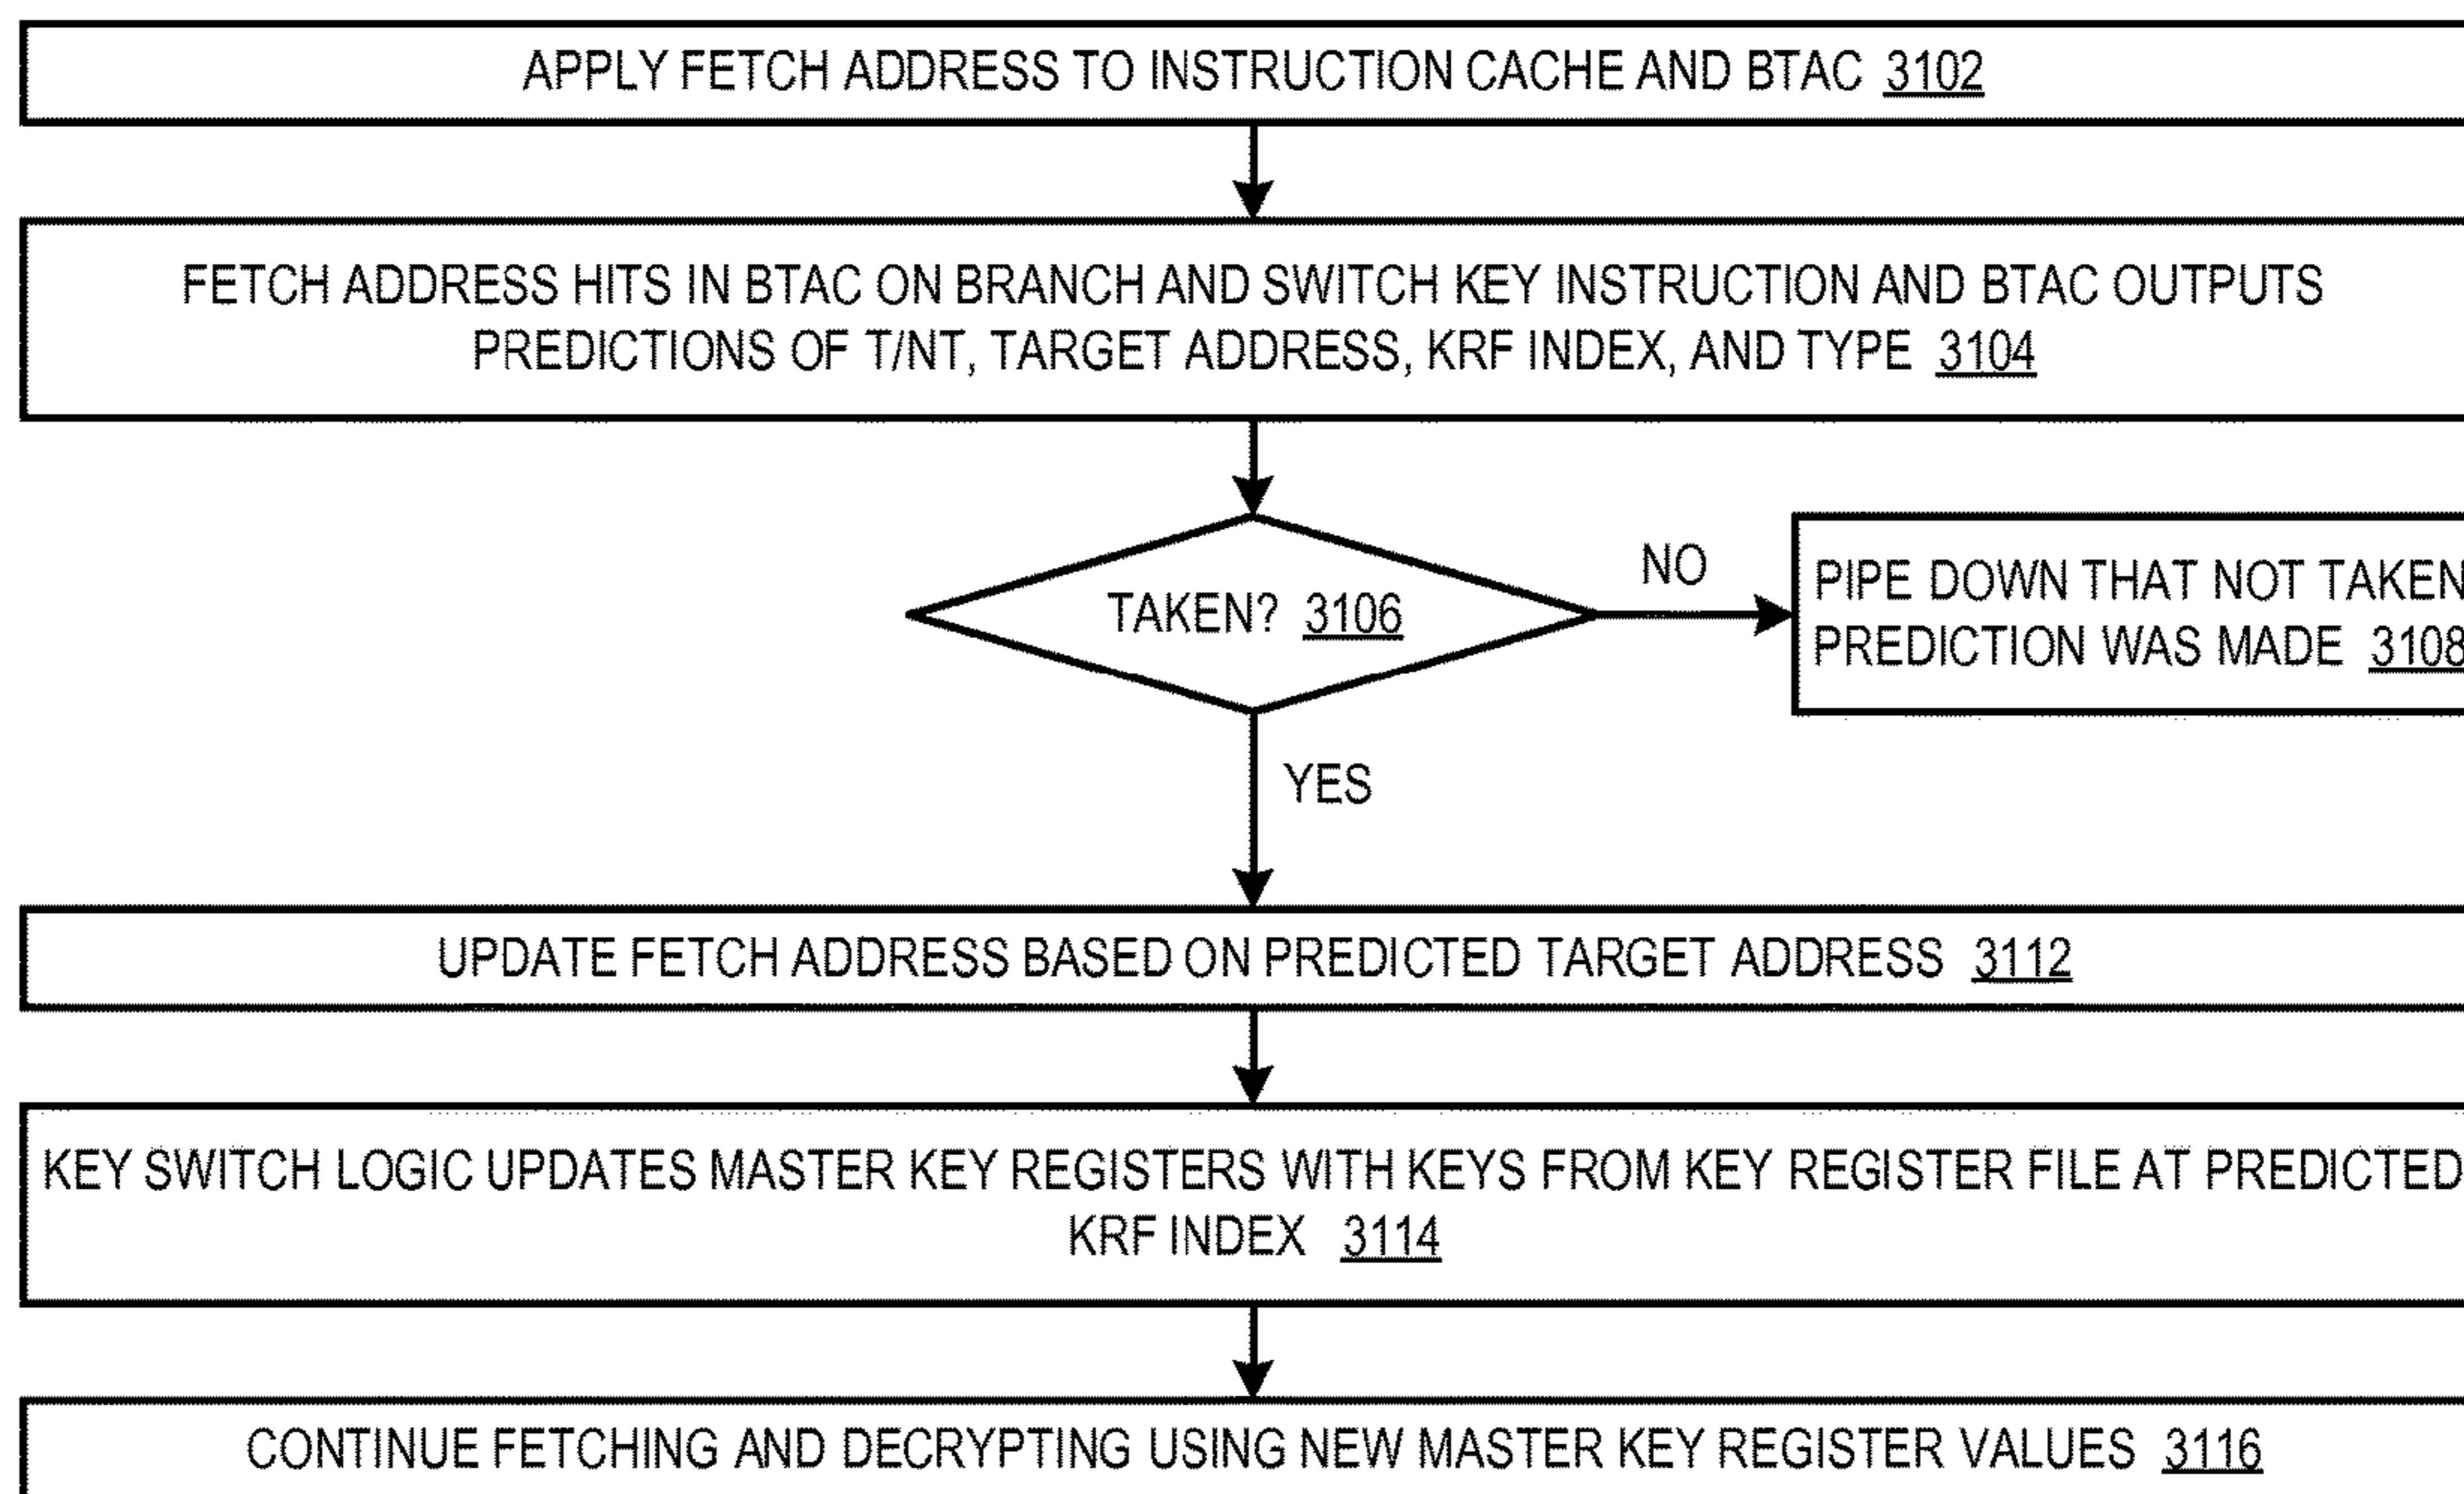 APPLY FETCH ADDRESS TO INSTRUCTION CACHE AND BTAC 3102
FETCH ADDRESS HITS IN BTAC ON BRANCH AND SWITCH KEY INSTRUCTION AND BTAC OUTPUTS
PREDICTIONS OF T/NT, TARGET ADDRESS, KRF INDEX, AND TYPE 3104
TAKEN? 3106
NO
PIPE DOWN THAT NOT TAKEN
PREDICTION WAS MADE 3108
YES
UPDATE FETCH ADDRESS BASED ON PREDICTED TARGET ADDRESS 3112
KEY SWITCH LOGIC UPDATES MASTER KEY REGISTERS WITH KEYS FROM KEY REGISTER FILE AT PREDICTED
KRF INDEX 3114
CONTINUE FETCHING AND DECRYPTING USING NEW MASTER KEY REGISTER VALUES 3116